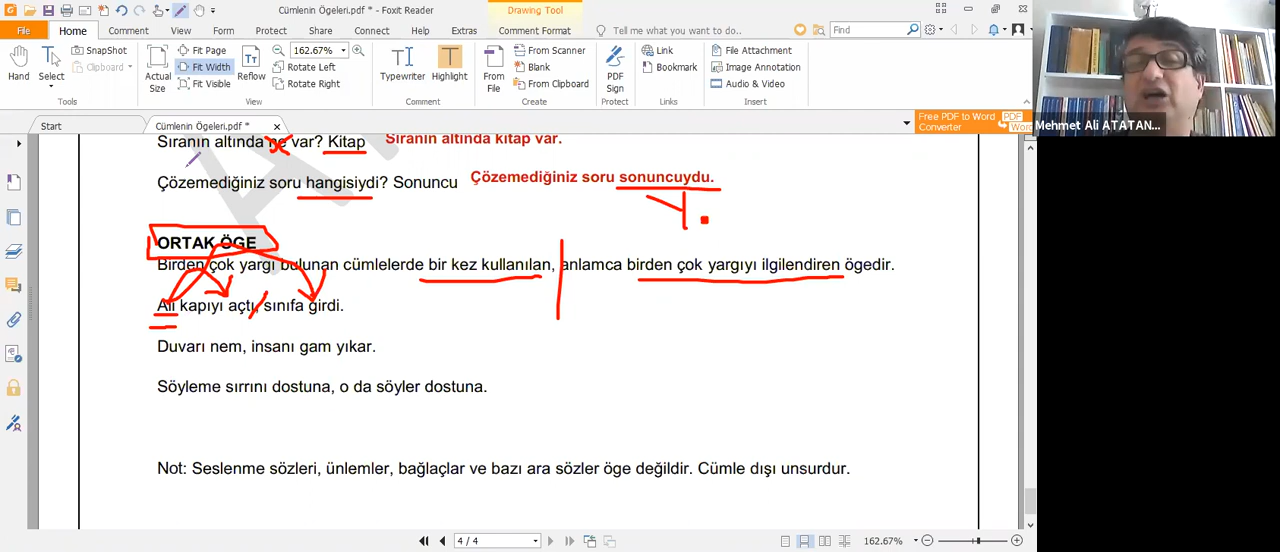 Cümlenin Ögeleri.pdf * - Foxit Reader
Drawing Tool
File Home Comment View Form Protect Share Connect Help Extras Comment Format Tell me what you want to do.. Find
Hand
Select
SnapShot
Clipboard
Actual Size
Fit Page
Fit Width
Fit Visible
Reflow
162.67%
Rotate Left
Rotate Right
Typewriter
Highlight
From File
From Scanner
Blank
From Clipboard
PDF Sign
Link
Bookmark
File Attachment
Image Annotation
Audio & Video
Tools View Comment Create Protect Links Insert
Start Cümlenin Ögeleri.pdf *
Free PDF to Word Converter
PDF
Word
Mehmet Ali ATATAN...
Sıranın altında ne var? Kitap Sıranın altında kitap var.
Çözemediğiniz soru hangisiydi? Sonuncu Çözemediğiniz soru sonuncuydu.
Y.
ORTAK ÖGE
Birden çok yargı bulunan cümlelerde bir kez kullanılan, anlamca birden çok yargıyı ilgilendiren ögedir.
Ali kapıyı açtı, sınıfa girdi.
Duvarı nem, insanı gam yıkar.
Söyleme sırrını dostuna, o da söyler dostuna.
Not: Seslenme sözleri, ünlemler, bağlaçlar ve bazı ara sözler öge değildir. Cümle dışı unsurdur.
4 / 4
162.67%